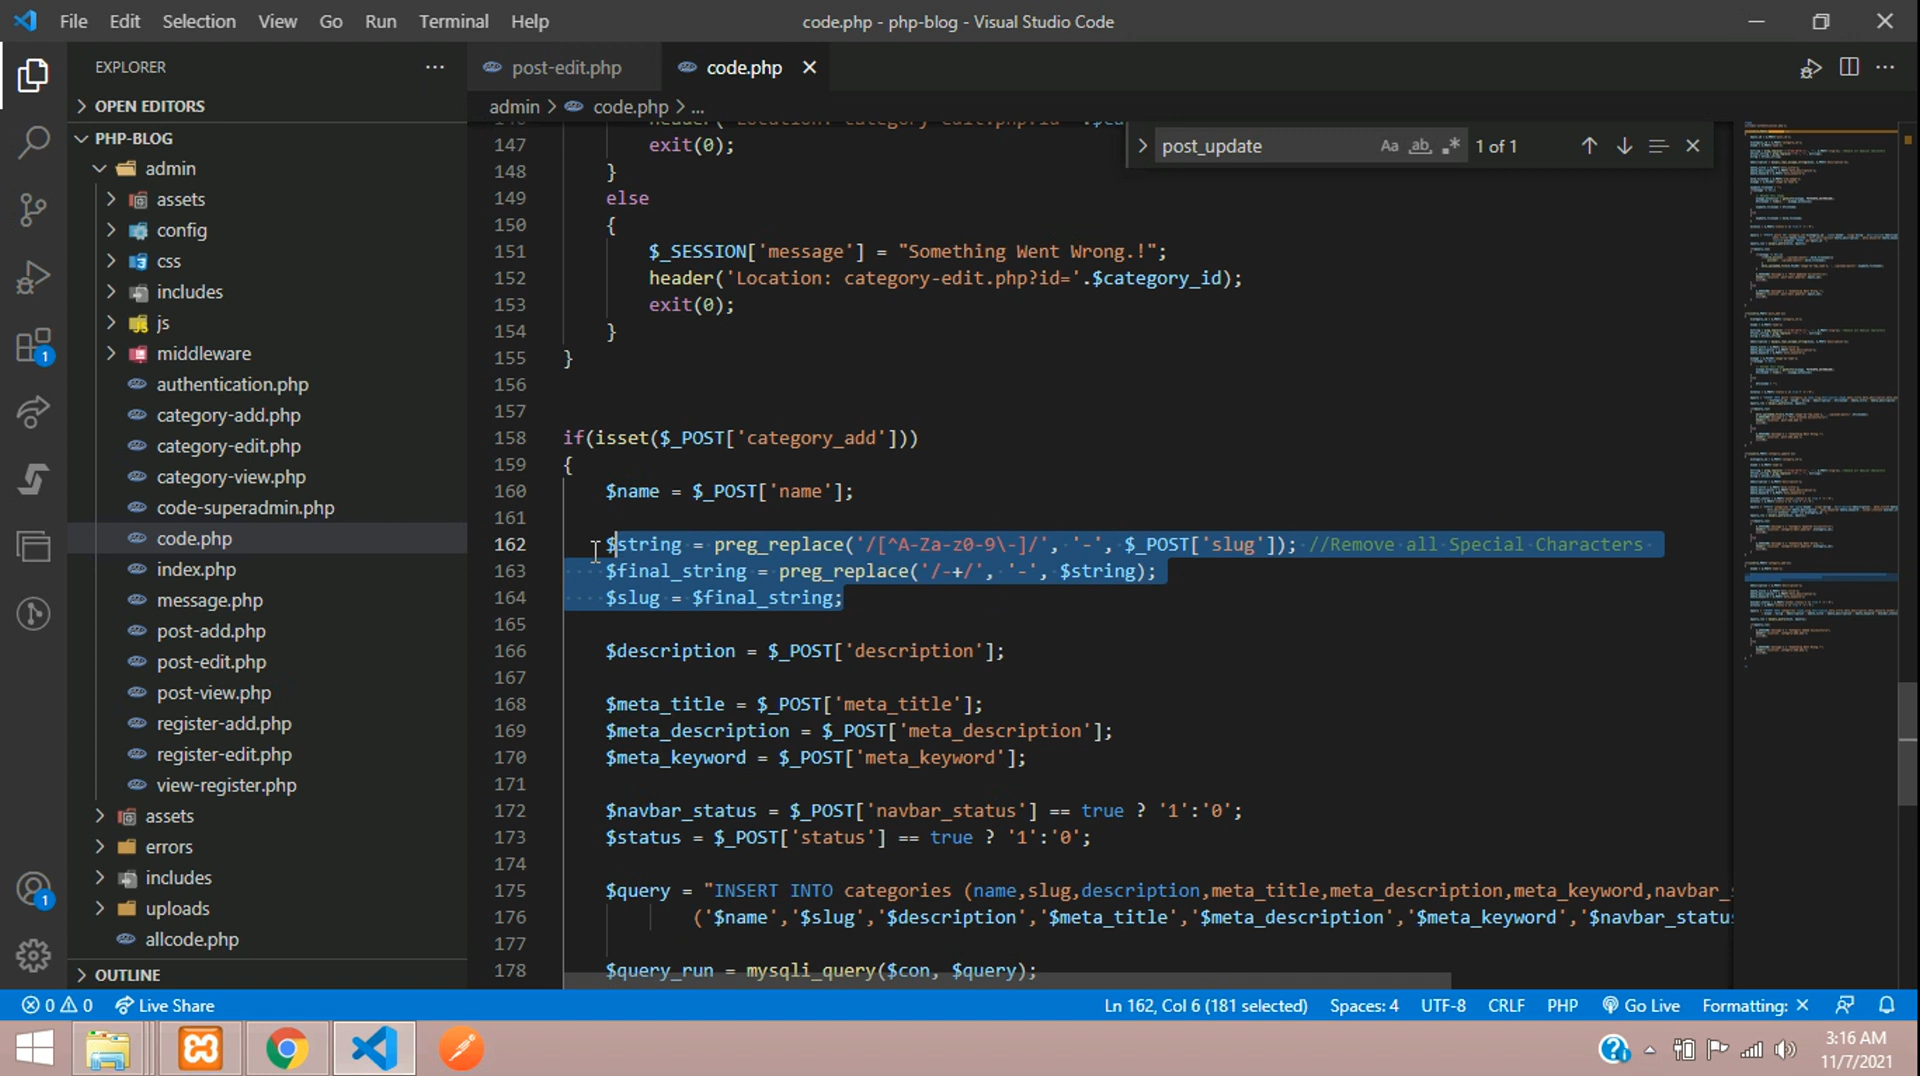 File Edit Selection View Go Run Terminal Help
code.php - php-blog - Visual Studio Code
EXPLORER
OPEN EDITORS
PHP-BLOG
admin
assets
config
css
includes
js
middleware
authentication.php
category-add.php
category-edit.php
category-view.php
code-superadmin.php
code.php
index.php
message.php
post-add.php
post-edit.php
post-view.php
register-add.php
register-edit.php
view-register.php
assets
errors
includes
uploads
allcode.php
OUTLINE
post-edit.php code.php
admin > code.php > ...
post_update Aa ab 1 of 1
147 exit(0);
148 }
149 else
150 {
151 $_SESSION['message'] = "Something Went Wrong.!";
152 header('Location: category-edit.php?id='.$category_id);
153 exit(0);
154 }
155 }
156
157
158 if(isset($_POST['category_add']))
159 {
160 $name = $_POST['name'];
161
162 $string = preg_replace('/[^A-Za-z0-9\-]/', '-', $_POST['slug']); //Remove all Special Characters
163 $final_string = preg_replace('/-+/', '-', $string);
164 $slug = $final_string;
165
166 $description = $_POST['description'];
167
168 $meta_title = $_POST['meta_title'];
169 $meta_description = $_POST['meta_description'];
170 $meta_keyword = $_POST['meta_keyword'];
171
172 $navbar_status = $_POST['navbar_status'] == true ? '1':'0';
173 $status = $_POST['status'] == true ? '1':'0';
174
175 $query = "INSERT INTO categories (name,slug,description,meta_title,meta_description,meta_keyword,navbar_s
176 ('$name','$slug','$description','$meta_title','$meta_description','$meta_keyword','$navbar_statu
177
178 $query_run = mysqli_query($con, $query);
1
1
0 0 Live Share
Ln 162, Col 6 (181 selected) Spaces: 4 UTF-8 CRLF PHP Go Live Formatting: ×
3:16 AM
11/7/2021